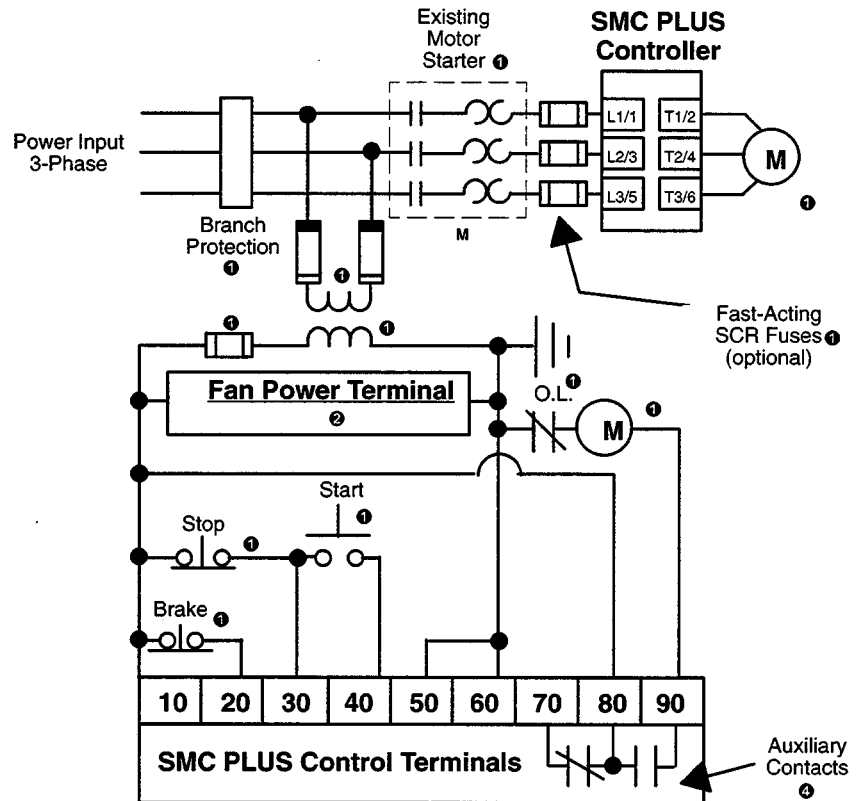 Existing
Motor
Starter ❶
SMC PLUS
Controller
Power Input
3-Phase
L1/1 T1/2
L2/3 T2/4
L3/5 T3/6
M
❶
Branch
Protection
❶
M
❶
Fast-Acting
SCR Fuses ❶
(optional)
❶
❶
Fan Power Terminal
❷
O.L. ❶
M
❶
Start
❶
Stop
❶
Brake ❶
10 20 30 40 50 60 70 80 90
SMC PLUS Control Terminals
Auxiliary
Contacts
❹